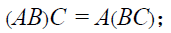 (AB)C = A(BC);